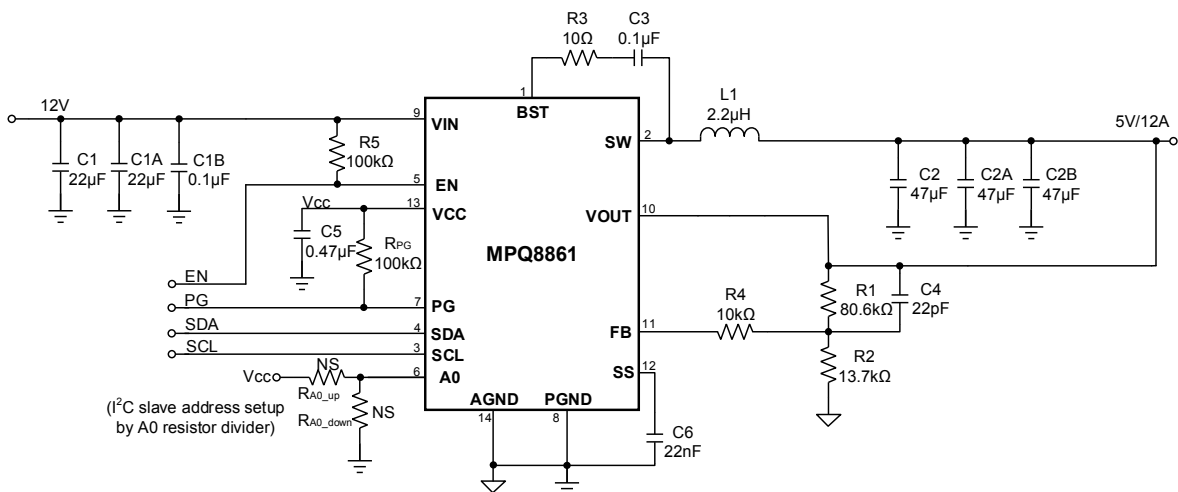 R3
10Ω
C3
0.1µF
1
BST
12V
9
VIN
C1
22µF
C1A
22µF
C1B
0.1µF
R5
100kΩ
5
EN
Vcc
13
VCC
C5
0.47µF
RPG
100kΩ
EN
PG
7
PG
SDA
4
SDA
SCL
3
SCL
Vcc
NS
6
A0
RA0_up
RA0_down
NS
(I²C slave address setup
by A0 resistor divider)
MPQ8861
SW
2
L1
2.2µH
5V/12A
C2
47µF
C2A
47µF
C2B
47µF
VOUT
10
R1
80.6kΩ
C4
22pF
R4
10kΩ
FB
11
R2
13.7kΩ
SS
12
AGND
PGND
14
8
C6
22nF